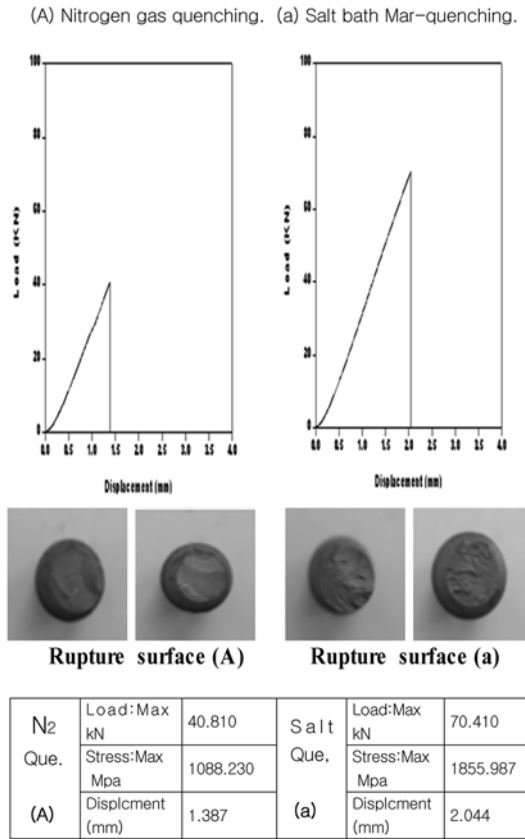 (A) Nitrogen gas quenching. (a) Salt bath Mar-quenching.
100
80
60
40
20
0
Load (KN)
0.0 0.5 1.0 1.5 2.0 2.5 3.0 3.5 4.0
Displacement (mm)
100
80
60
40
20
0
Load (KN)
0.0 0.5 1.0 1.5 2.0 2.5 3.0 3.5 4.0
Displacement (mm)
Rupture surface (A)
Rupture surface (a)
N2
Que.
(A)
Load:Max
kN
40.810
Stress:Max
Mpa
1088.230
Displcment
(mm)
1.387
Salt
Que,
(a)
Load:Max
kN
70.410
Stress:Max
Mpa
1855.987
Displcment
(mm)
2.044